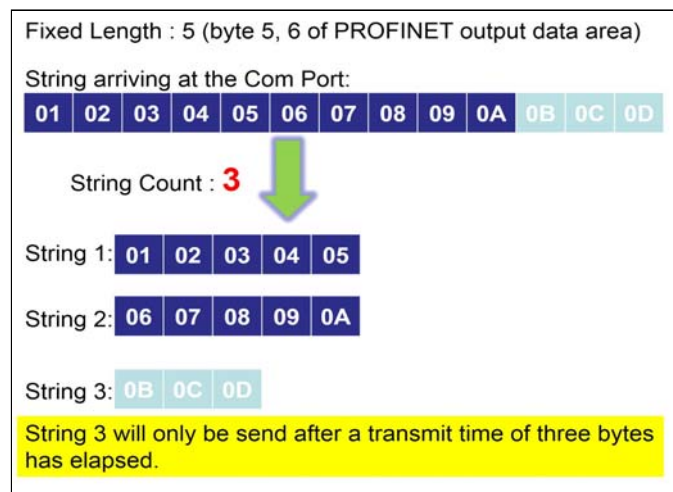 Fixed Length : 5 (byte 5, 6 of PROFINET output data area)
String arriving at the Com Port:
01 02 03 04 05 06 07 08 09 0A 0B 0C 0D
String Count : 3
String 1: 01 02 03 04 05
String 2: 06 07 08 09 0A
String 3: 0B 0C 0D
String 3 will only be send after a transmit time of three bytes
has elapsed.